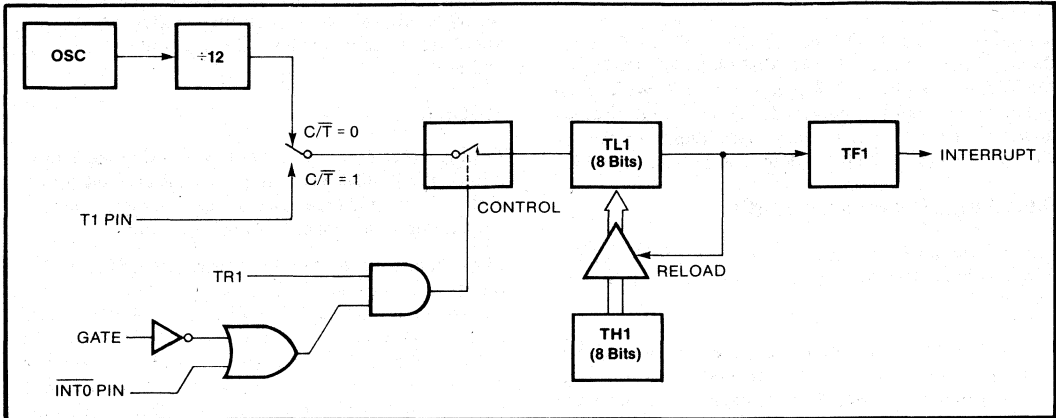 OSC
÷12
C/T̅ = 0
C/T̅ = 1
T1 PIN
CONTROL
TL1
(8 Bits)
TF1
INTERRUPT
RELOAD
TH1
(8 Bits)
TR1
GATE
I̅N̅T̅0̅ PIN